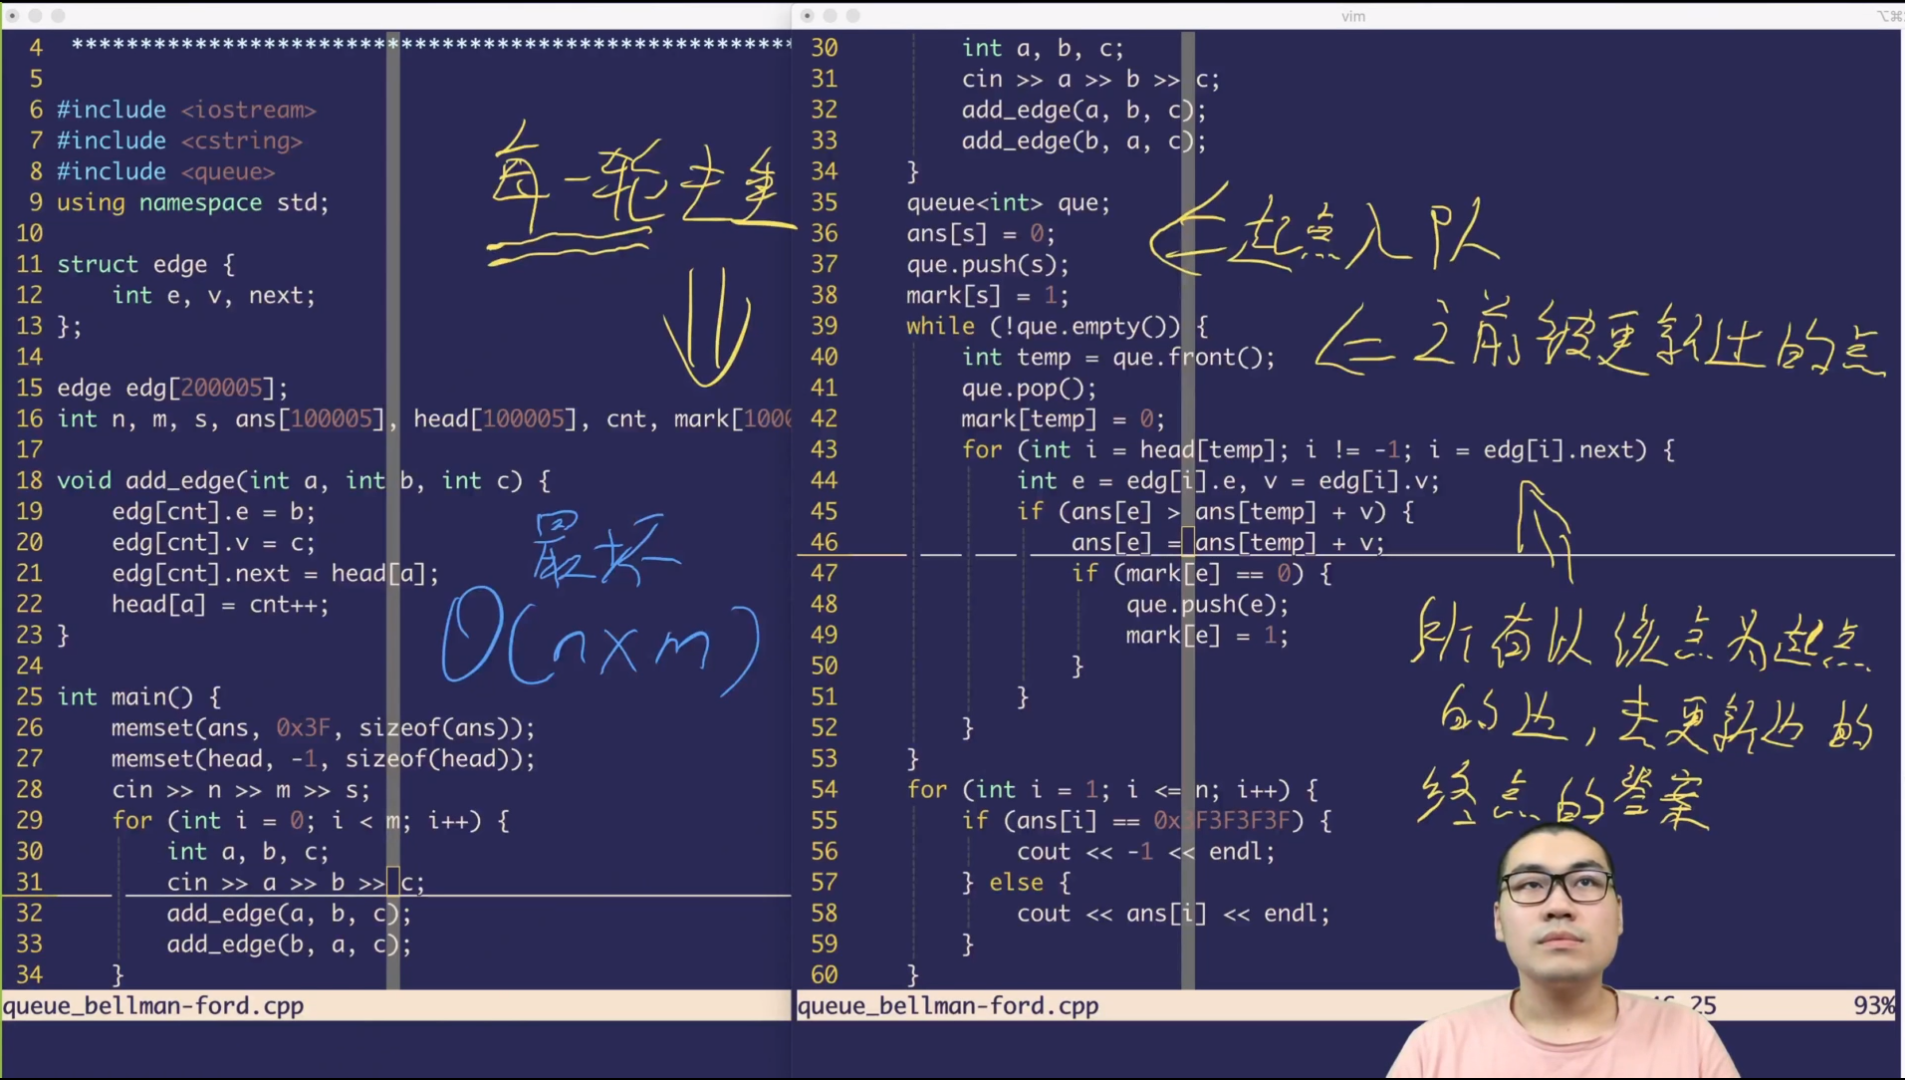 vim
4 ****************************************************
5
6 #include <iostream>
7 #include <cstring>
8 #include <queue>
9 using namespace std;
10
11 struct edge {
12 int e, v, next;
13 };
14
15 edge edg[200005];
16 int n, m, s, ans[100005], head[100005], cnt, mark[1000
17
18 void add_edge(int a, int b, int c) {
19 edg[cnt].e = b;
20 edg[cnt].v = c;
21 edg[cnt].next = head[a];
22 head[a] = cnt++;
23 }
24
25 int main() {
26 memset(ans, 0x3F, sizeof(ans));
27 memset(head, -1, sizeof(head));
28 cin >> n >> m >> s;
29 for (int i = 0; i < m; i++) {
30 int a, b, c;
31 cin >> a >> b >> c;
32 add_edge(a, b, c);
33 add_edge(b, a, c);
34 }
queue_bellman-ford.cpp
每一轮去
最坏
O(n×m)
30 int a, b, c;
31 cin >> a >> b >> c;
32 add_edge(a, b, c);
33 add_edge(b, a, c);
34 }
35 queue<int> que;
36 ans[s] = 0;
37 que.push(s);
38 mark[s] = 1;
39 while (!que.empty()) {
40 int temp = que.front();
41 que.pop();
42 mark[temp] = 0;
43 for (int i = head[temp]; i != -1; i = edg[i].next) {
44 int e = edg[i].e, v = edg[i].v;
45 if (ans[e] > ans[temp] + v) {
46 ans[e] = ans[temp] + v;
47 if (mark[e] == 0) {
48 que.push(e);
49 mark[e] = 1;
50 }
51 }
52 }
53 }
54 for (int i = 1; i <= n; i++) {
55 if (ans[i] == 0x3F3F3F3F) {
56 cout << -1 << endl;
57 } else {
58 cout << ans[i] << endl;
59 }
60 }
queue_bellman-ford.cpp 93%
起点入队
之前被更新过的点
所有以该点为起点
的边，去更新边的
终点的答案